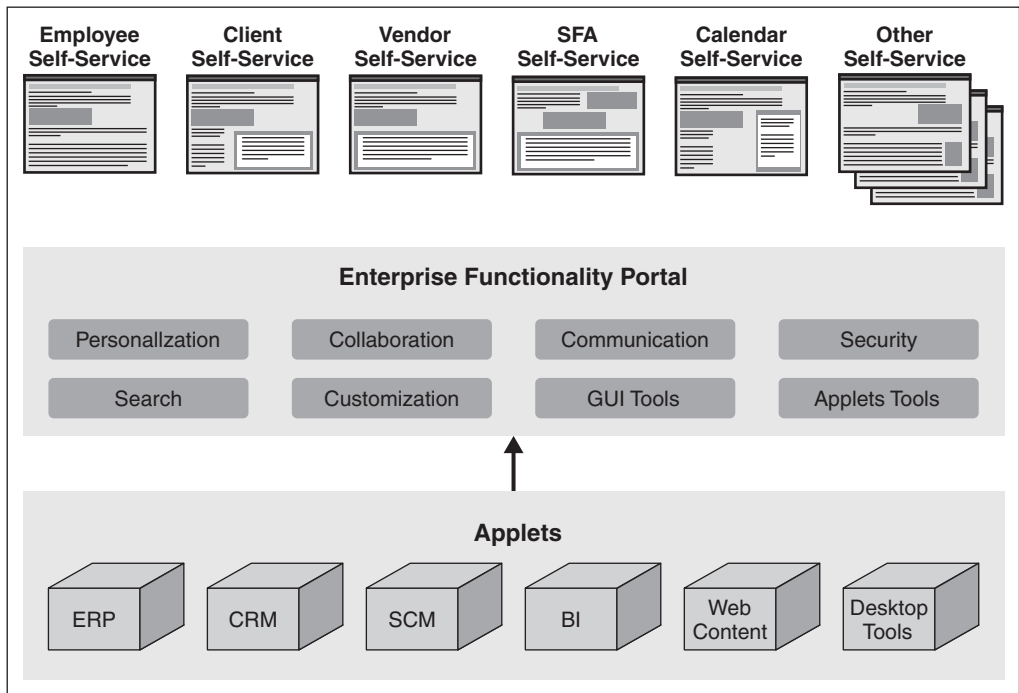 Employee
Self-Service
Client
Self-Service
Vendor
Self-Service
SFA
Self-Service
Calendar
Self-Service
Other
Self-Service
Enterprise Functionality Portal
Personallzation
Collaboration
Communication
Security
Search
Customization
GUI Tools
Applets Tools
Applets
ERP
CRM
SCM
BI
Web
Content
Desktop
Tools